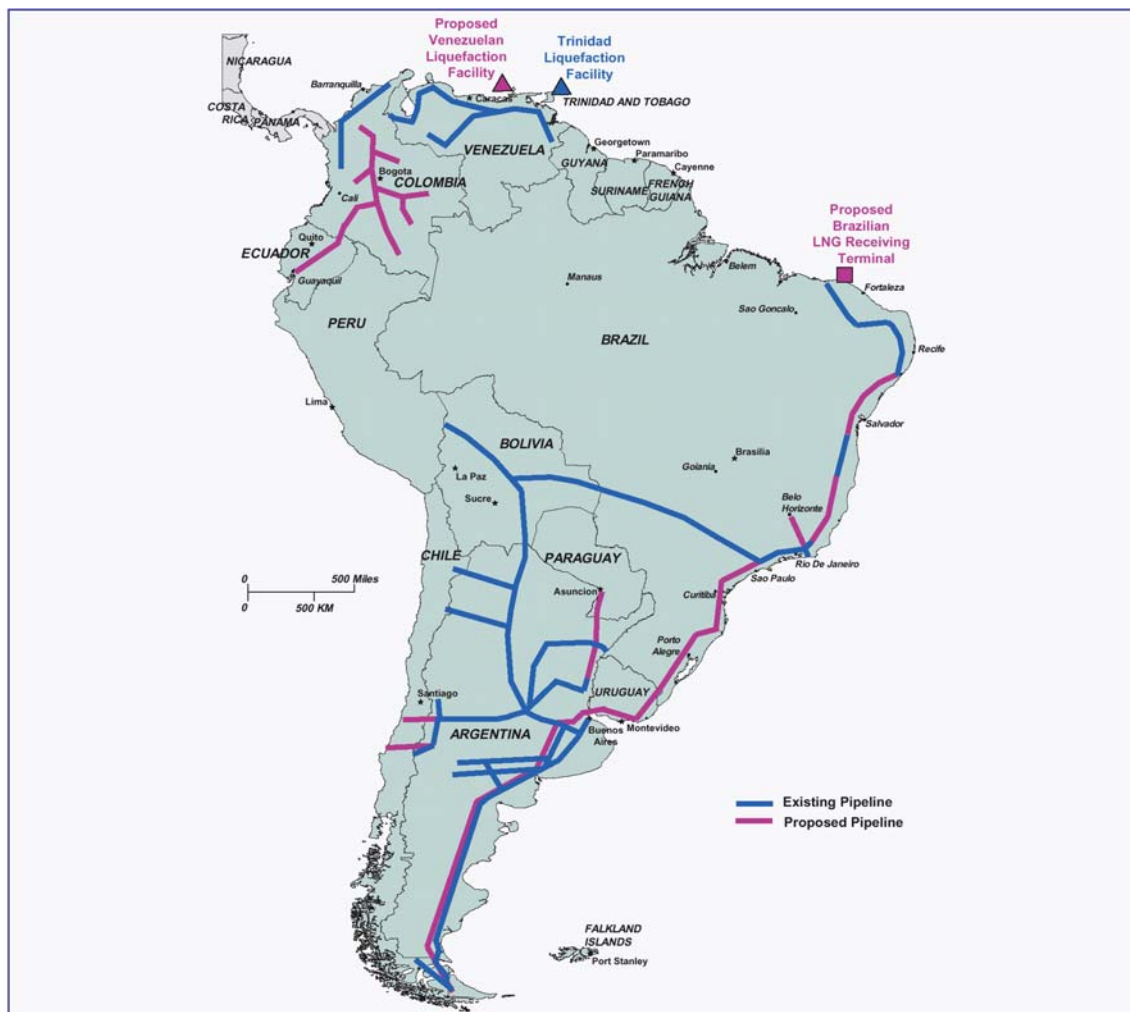 Proposed
Venezuelan
Liquefaction
Facility
Trinidad
Liquefaction
Facility
NICARAGUA
Barranquilla
Caracas
5
TRINIDAD AND TOBAGO
COSTA
RICA
PANAMA
VENEZUELA
Georgetown
Paramaribo
GUYANA
Cayenne
Bogota
COLOMBIA
SURINAME
FRENCH
GUIANA
Cali
Proposed
Brazilian
LNG Receiving
Terminal
Quito
ECUADOR
Guayaquil
Belem
Manaus
Fortaleza
Sao Goncalo
PERU
BRAZIL
Recife
Lima
Salvador
BOLIVIA
Brasilia
Goiania
La Paz
Sucre
Belo
Horizonte
CHILE
PARAGUAY
Rio De Janeiro
Sao Paulo
0
500 Miles
0
500 KM
Asuncion
Curitiba
Porto
Alegre
Santiago
URUGUAY
ARGENTINA
Buenos
Aires
Montevideo
Existing Pipeline
Proposed Pipeline
FALKLAND
ISLANDS
Port Stanley